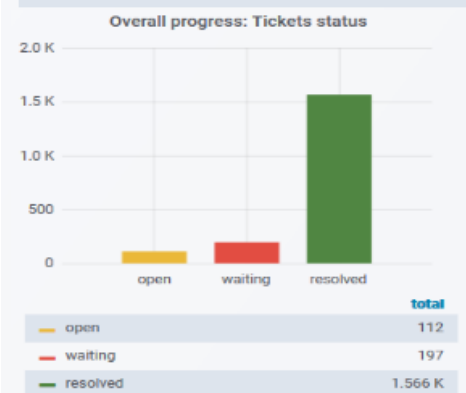 Overall progress: Tickets status
2.0 K
1.5 K
1.0 K
500
0
open waiting resolved
total
open 112
waiting 197
resolved 1.566 K